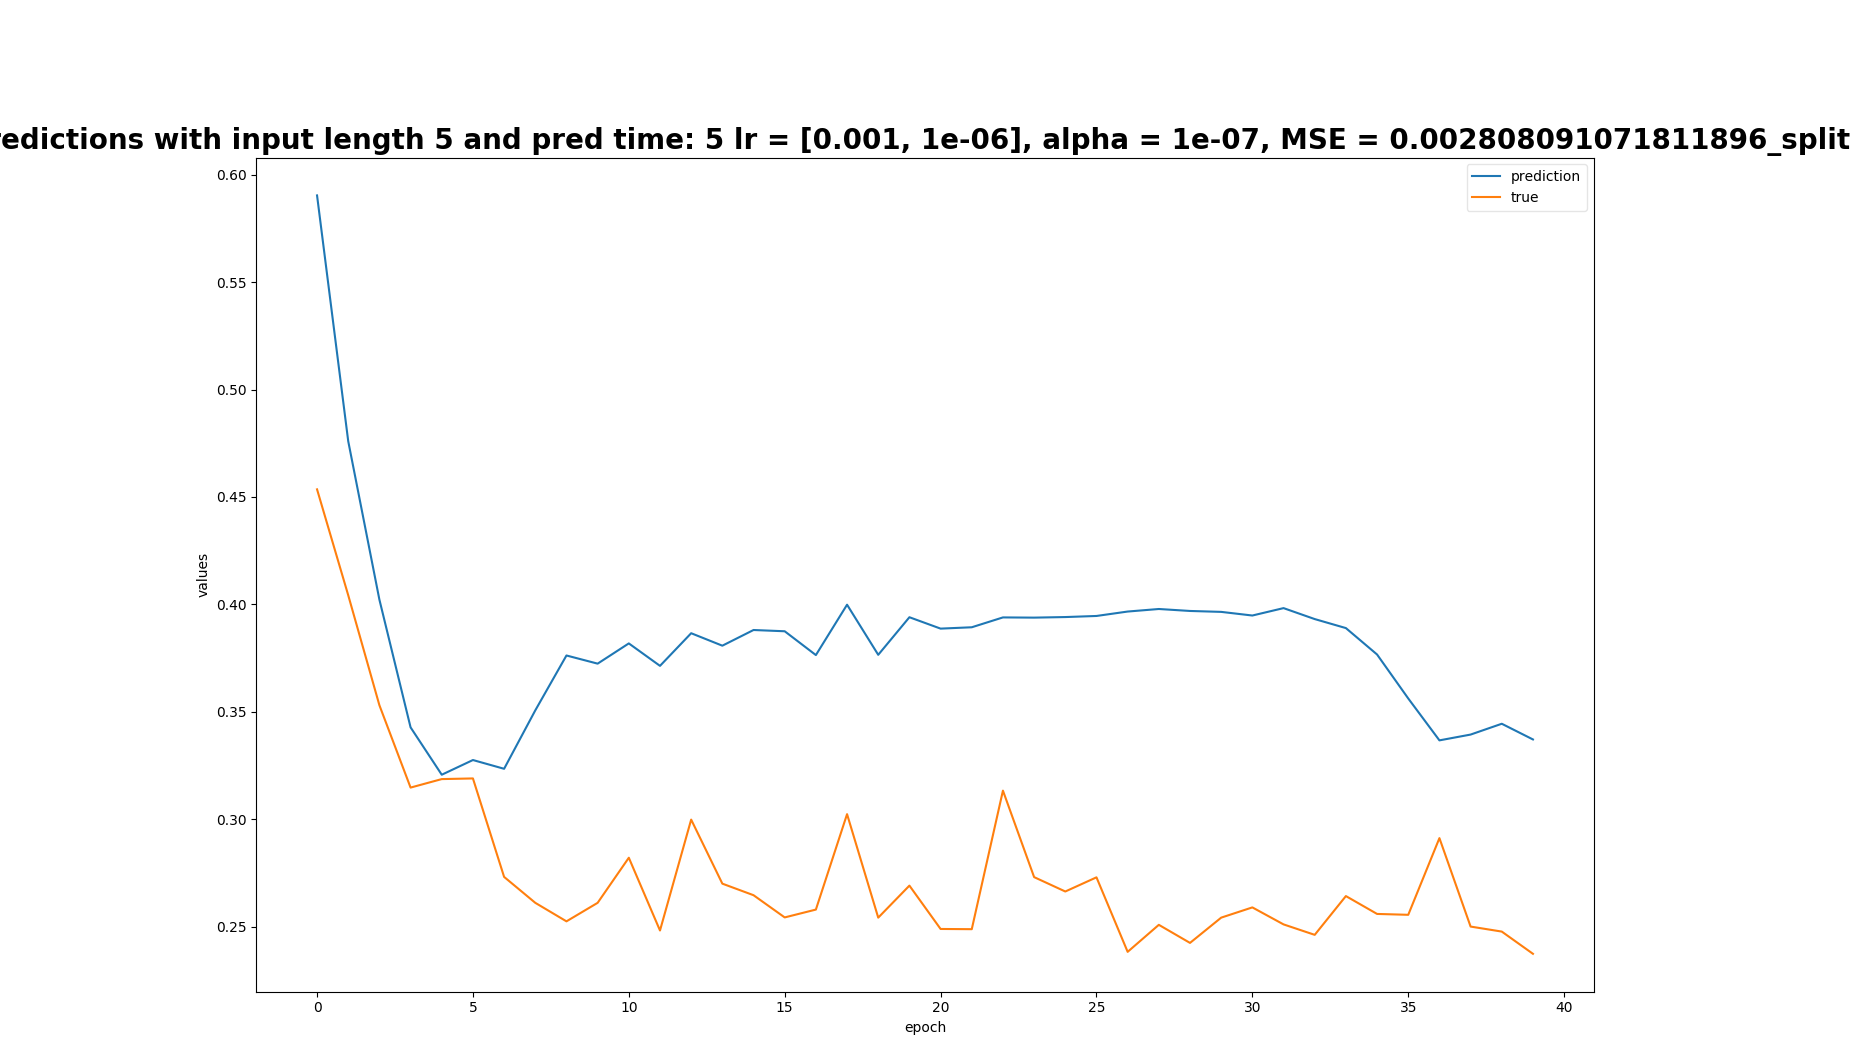 redictions with input length 5 and pred time: 5 lr = [0.001, 1e-06], alpha = 1e-07, MSE = 0.002808091071811896_split
prediction
true
0.60
0.55
0.50
0.45
0.40
0.35
0.30
0.25
values
0 5 10 15 20 25 30 35 40
epoch